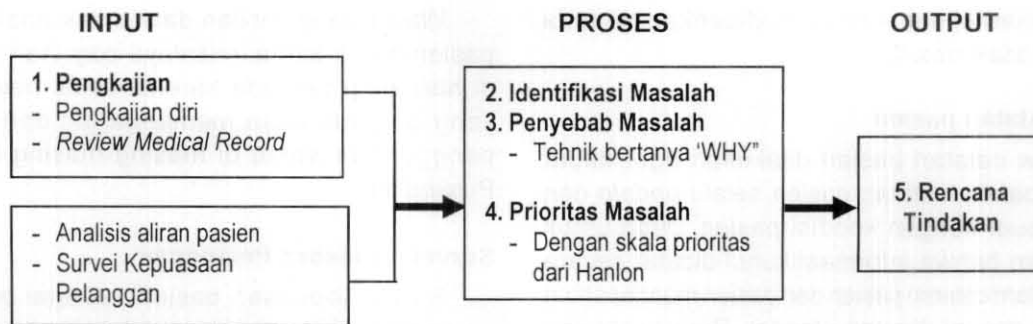 INPUT
PROSES
OUTPUT
1. Pengkajian
- Pengkajian diri
- Review Medical Record
- Analisis aliran pasien
- Survei Kepuasaan
Pelanggan
2. Identifikasi Masalah
3. Penyebab Masalah
- Tehnik bertanya ‘WHY”
4. Prioritas Masalah
- Dengan skala prioritas
dari Hanlon
5. Rencana
Tindakan